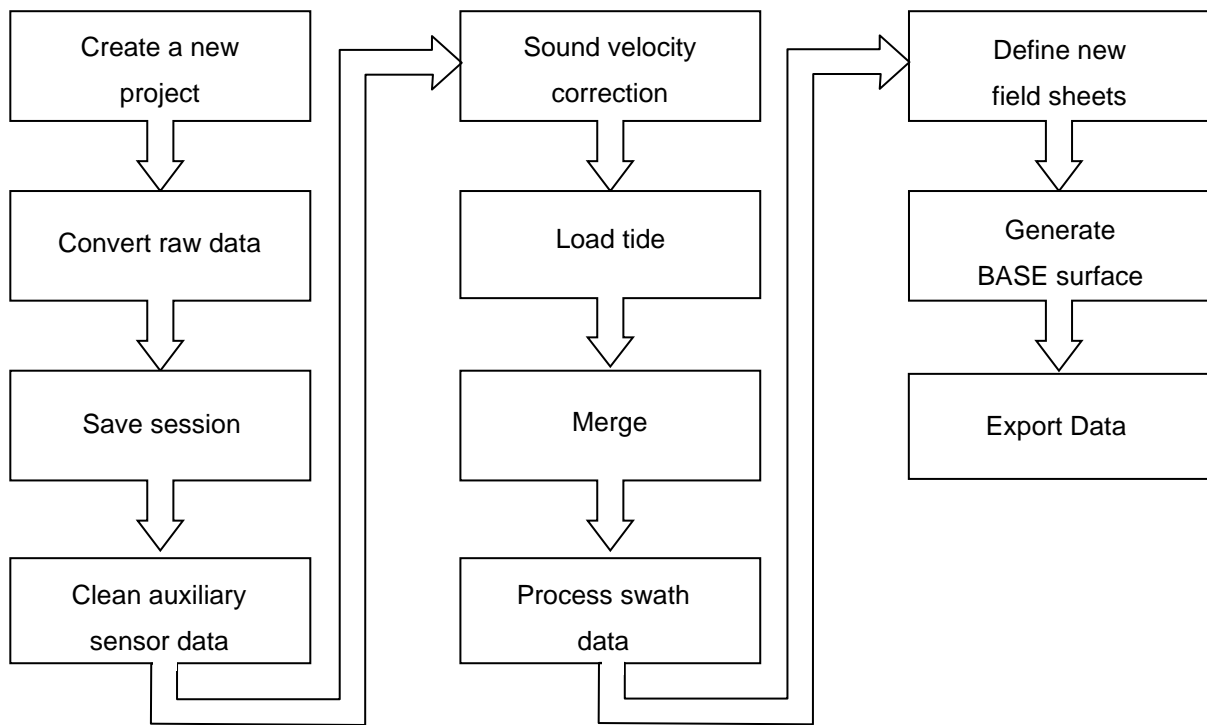 Create a new
project
Convert raw data
Save session
Clean auxiliary
sensor data
Sound velocity
correction
Load tide
Merge
Process swath
data
Define new
field sheets
Generate
BASE surface
Export Data